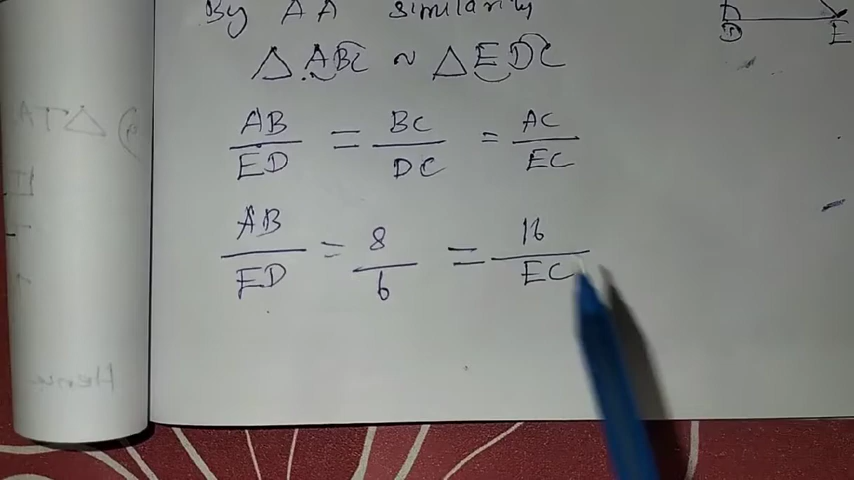 By AA similarity
△ABC ~ △EDC
AB/ED = BC/DC = AC/EC
AB/ED = 8/6 = 16/EC
D E